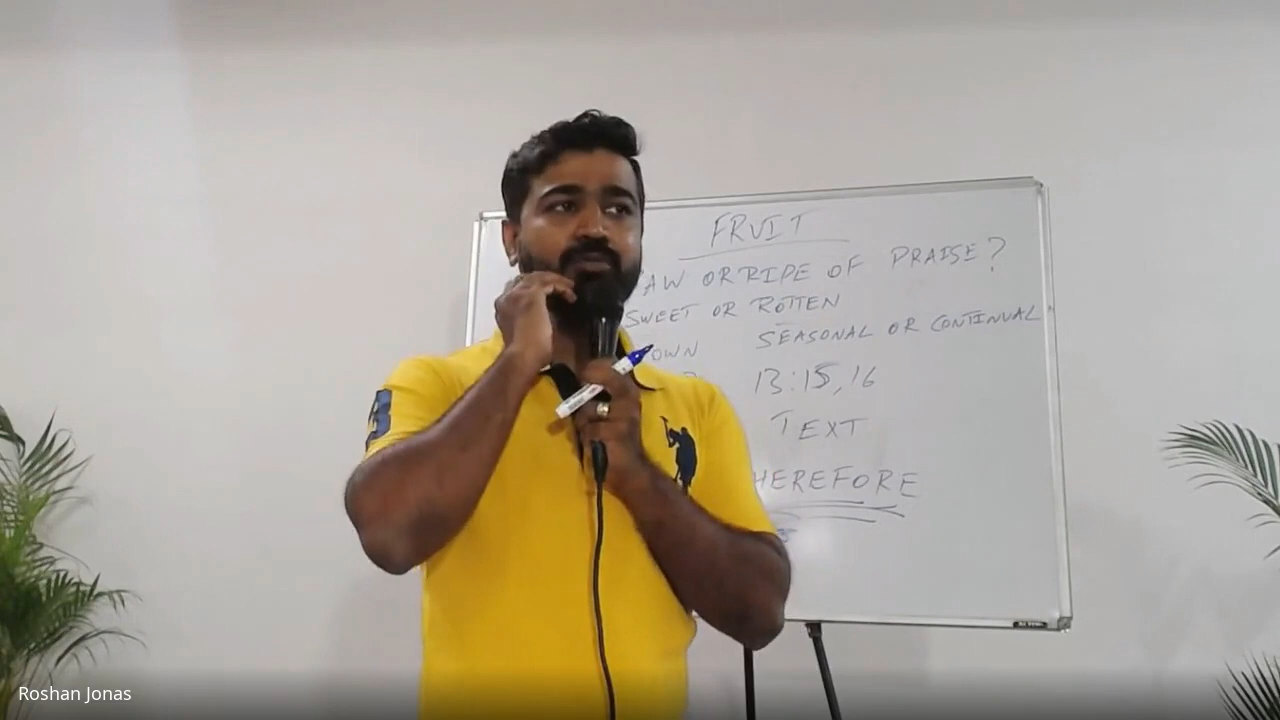 FRUIT
AW OR RIPE OF PRAISE?
SWEET OR ROTTEN
OWN SEASONAL OR CONTINUAL
13:15,16
TEXT
HEREFORE
3
Roshan Jonas